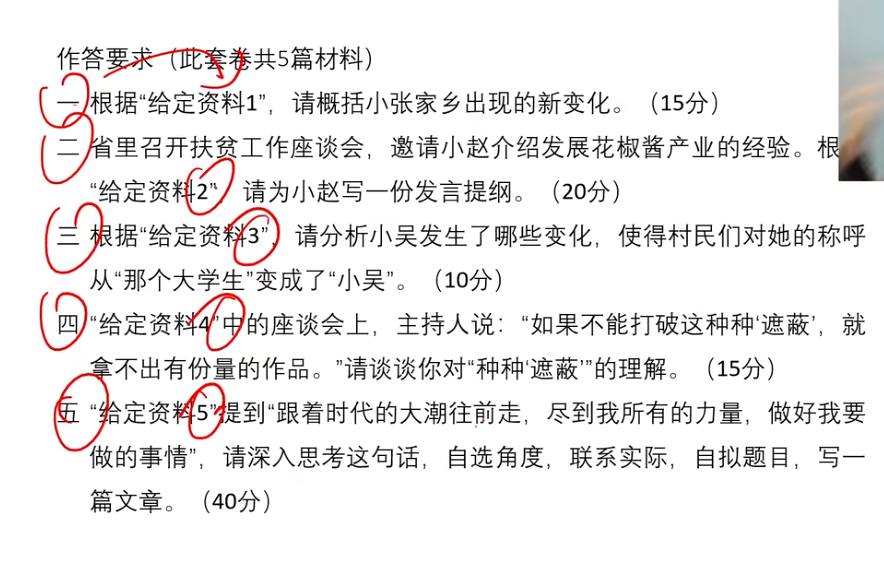 作答要求（此套卷共5篇材料）
一 根据“给定资料1”，请概括小张家乡出现的新变化。（15分）
二 省里召开扶贫工作座谈会，邀请小赵介绍发展花椒酱产业的经验。根
“给定资料2”，请为小赵写一份发言提纲。（20分）
三 根据“给定资料3”，请分析小吴发生了哪些变化，使得村民们对她的称呼
从“那个大学生”变成了“小吴”。（10分）
四 “给定资料4”中的座谈会上，主持人说：“如果不能打破这种种‘遮蔽’，就
拿不出有份量的作品。”请谈谈你对“种种‘遮蔽’”的理解。（15分）
五 “给定资料5”提到“跟着时代的大潮往前走，尽到我所有的力量，做好我要
做的事情”，请深入思考这句话，自选角度，联系实际，自拟题目，写一
篇文章。（40分）